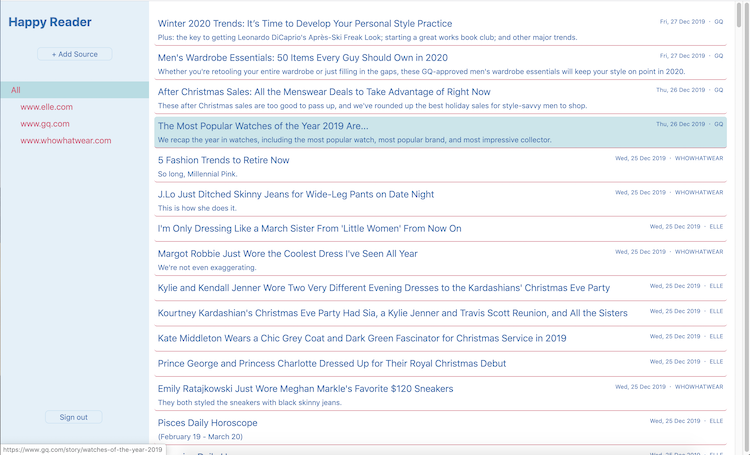 Happy Reader
+ Add Source
All
www.elle.com
www.gq.com
www.whowhatwear.com
Sign out
https://www.gq.com/story/watches-of-the-year-2019
Winter 2020 Trends: It's Time to Develop Your Personal Style Practice
Fri, 27 Dec 2019 · GQ
Plus: the key to getting Leonardo DiCaprio's Après-Ski Freak Look; starting a great works book club; and other major trends.
Men's Wardrobe Essentials: 50 Items Every Guy Should Own in 2020
Fri, 27 Dec 2019 · GQ
Whether you're retooling your entire wardrobe or just filling in the gaps, these GQ-approved men's wardrobe essentials will keep your style on point in 2020.
After Christmas Sales: All the Menswear Deals to Take Advantage of Right Now
Thu, 26 Dec 2019 · GQ
These after Christmas sales are too good to pass up, and we've rounded up the best holiday sales for style-savvy men to shop.
The Most Popular Watches of the Year 2019 Are...
Thu, 26 Dec 2019 · GQ
We recap the year in watches, including the most popular watch, most popular brand, and most impressive collector.
5 Fashion Trends to Retire Now
Wed, 25 Dec 2019 · WHOWHATWEAR
So long, Millennial Pink.
J.Lo Just Ditched Skinny Jeans for Wide-Leg Pants on Date Night
Wed, 25 Dec 2019 · WHOWHATWEAR
This is how she does it.
I'm Only Dressing Like a March Sister From 'Little Women' From Now On
Wed, 25 Dec 2019 · ELLE
Margot Robbie Just Wore the Coolest Dress I've Seen All Year
Wed, 25 Dec 2019 · WHOWHATWEAR
We're not even exaggerating.
Kylie and Kendall Jenner Wore Two Very Different Evening Dresses to the Kardashians' Christmas Eve Party
Wed, 25 Dec 2019 · ELLE
Kourtney Kardashian's Christmas Eve Party Had Sia, a Kylie Jenner and Travis Scott Reunion, and All the Sisters
Wed, 25 Dec 2019 · ELLE
Kate Middleton Wears a Chic Grey Coat and Dark Green Fascinator for Christmas Service in 2019
Wed, 25 Dec 2019 · ELLE
Prince George and Princess Charlotte Dressed Up for Their Royal Christmas Debut
Wed, 25 Dec 2019 · ELLE
Emily Ratajkowski Just Wore Meghan Markle's Favorite $120 Sneakers
Wed, 25 Dec 2019 · WHOWHATWEAR
They both styled the sneakers with black skinny jeans.
Pisces Daily Horoscope
Wed, 25 Dec 2019 · ELLE
(February 19 - March 20)